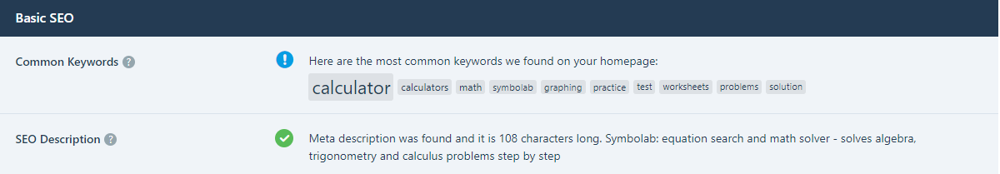 Basic SEO
Common Keywords ?
Here are the most common keywords we found on your homepage:
calculator calculators math symbolab graphing practice test worksheets problems solution
SEO Description ?
Meta description was found and it is 108 characters long. Symbolab: equation search and math solver - solves algebra,
trigonometry and calculus problems step by step